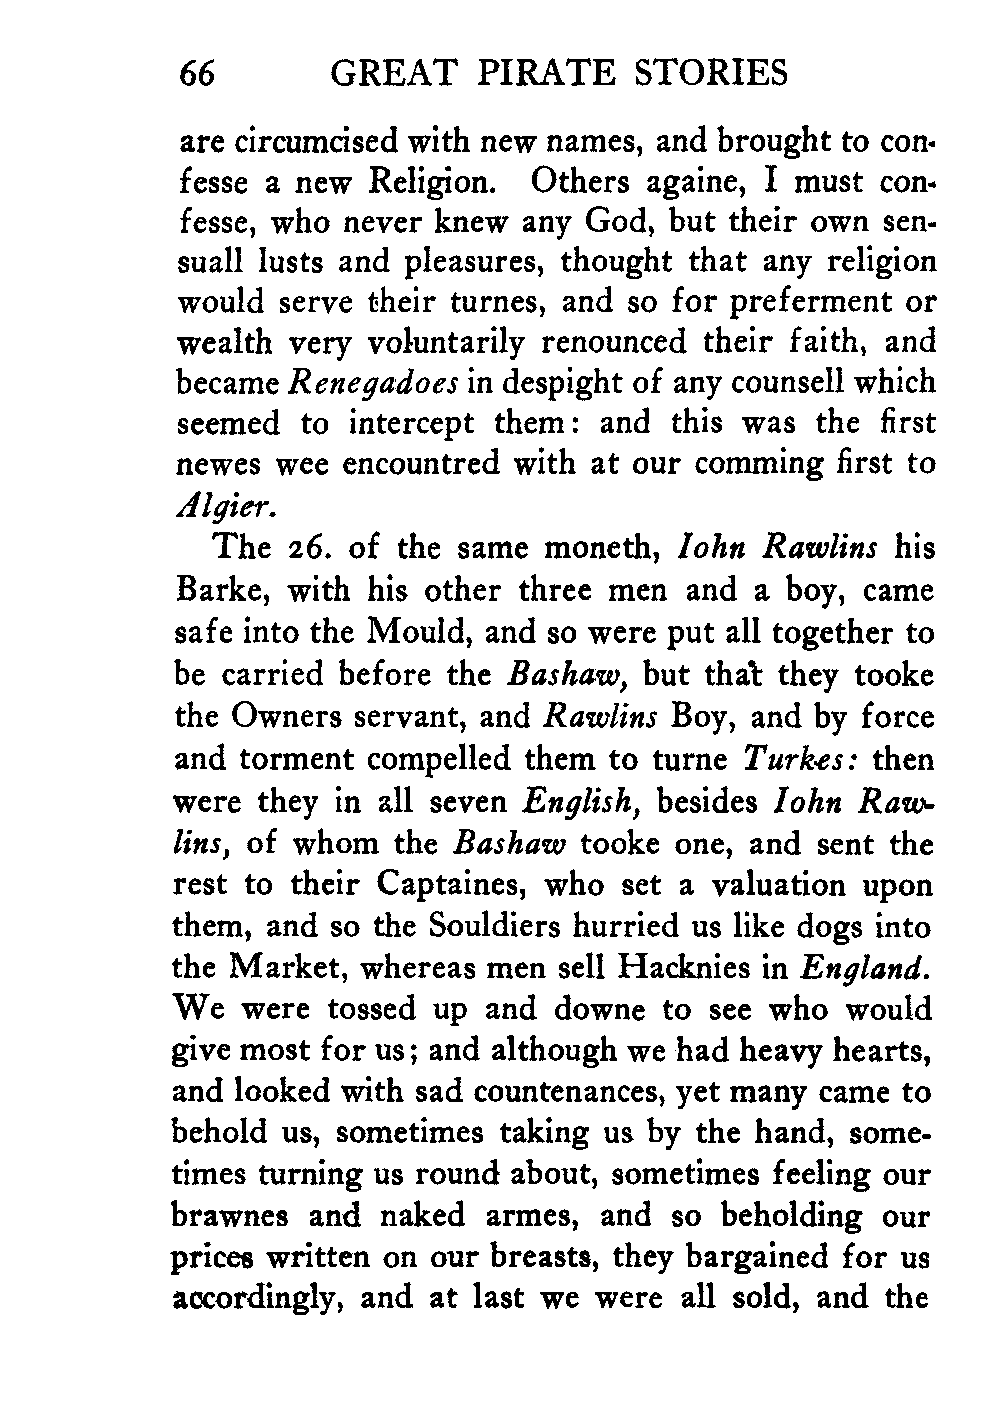 66 GREAT PIRATE STORIES
are circumcised with new names, and brought to con-
fesse a new Religion. Others againe, I must con-
fesse, who never knew any God, but their own sen-
suall lusts and pleasures, thought that any religion
would serve their turnes, and so for preferment or
wealth very voluntarily renounced their faith, and
became Renegadoes in despight of any counsell which
seemed to intercept them: and this was the first
newes wee encountred with at our comming first to
Algier.
The 26. of the same moneth, Iohn Rawlins his
Barke, with his other three men and a boy, came
safe into the Mould, and so were put all together to
be carried before the Bashaw, but that they tooke
the Owners servant, and Rawlins Boy, and by force
and torment compelled them to turne Turkes: then
were they in all seven English, besides Iohn Raw-
lins, of whom the Bashaw tooke one, and sent the
rest to their Captaines, who set a valuation upon
them, and so the Souldiers hurried us like dogs into
the Market, whereas men sell Hacknies in England.
We were tossed up and downe to see who would
give most for us; and although we had heavy hearts,
and looked with sad countenances, yet many came to
behold us, sometimes taking us by the hand, some-
times turning us round about, sometimes feeling our
brawnes and naked armes, and so beholding our
prices written on our breasts, they bargained for us
accordingly, and at last we were all sold, and the